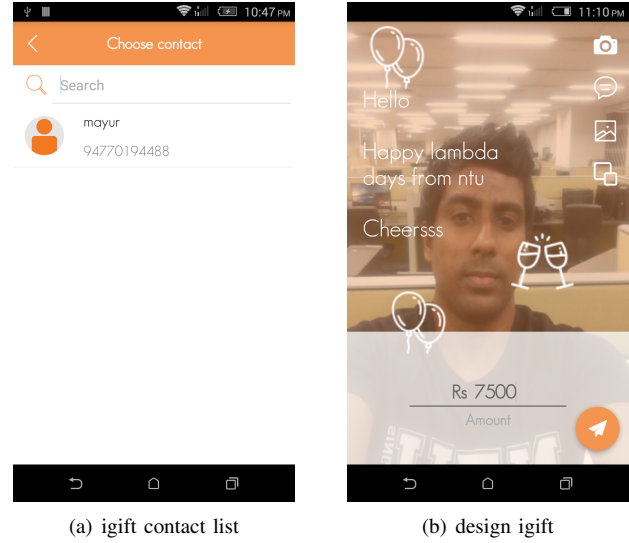 10:47 PM
Choose contact
Search
mayur
94770194488
(a) igift contact list
11:10 PM
Hello
Happy lambda
days from ntu
Cheersss
Rs 7500
Amount
(b) design igift